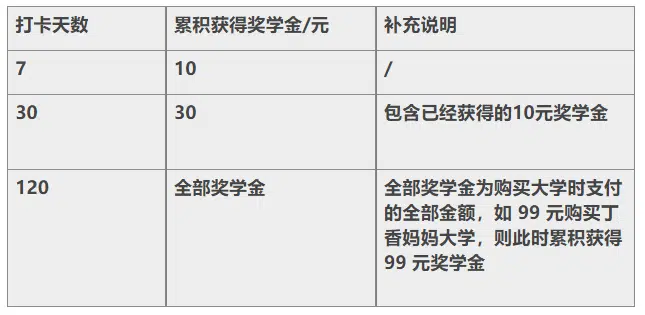 打卡天数 累积获得奖学金/元 补充说明
7 10 /
30 30 包含已经获得的10元奖学金
120 全部奖学金 全部奖学金为购买大学时支付
的全部金额，如 99 元购买丁
香妈妈大学，则此时累积获得
99 元奖学金